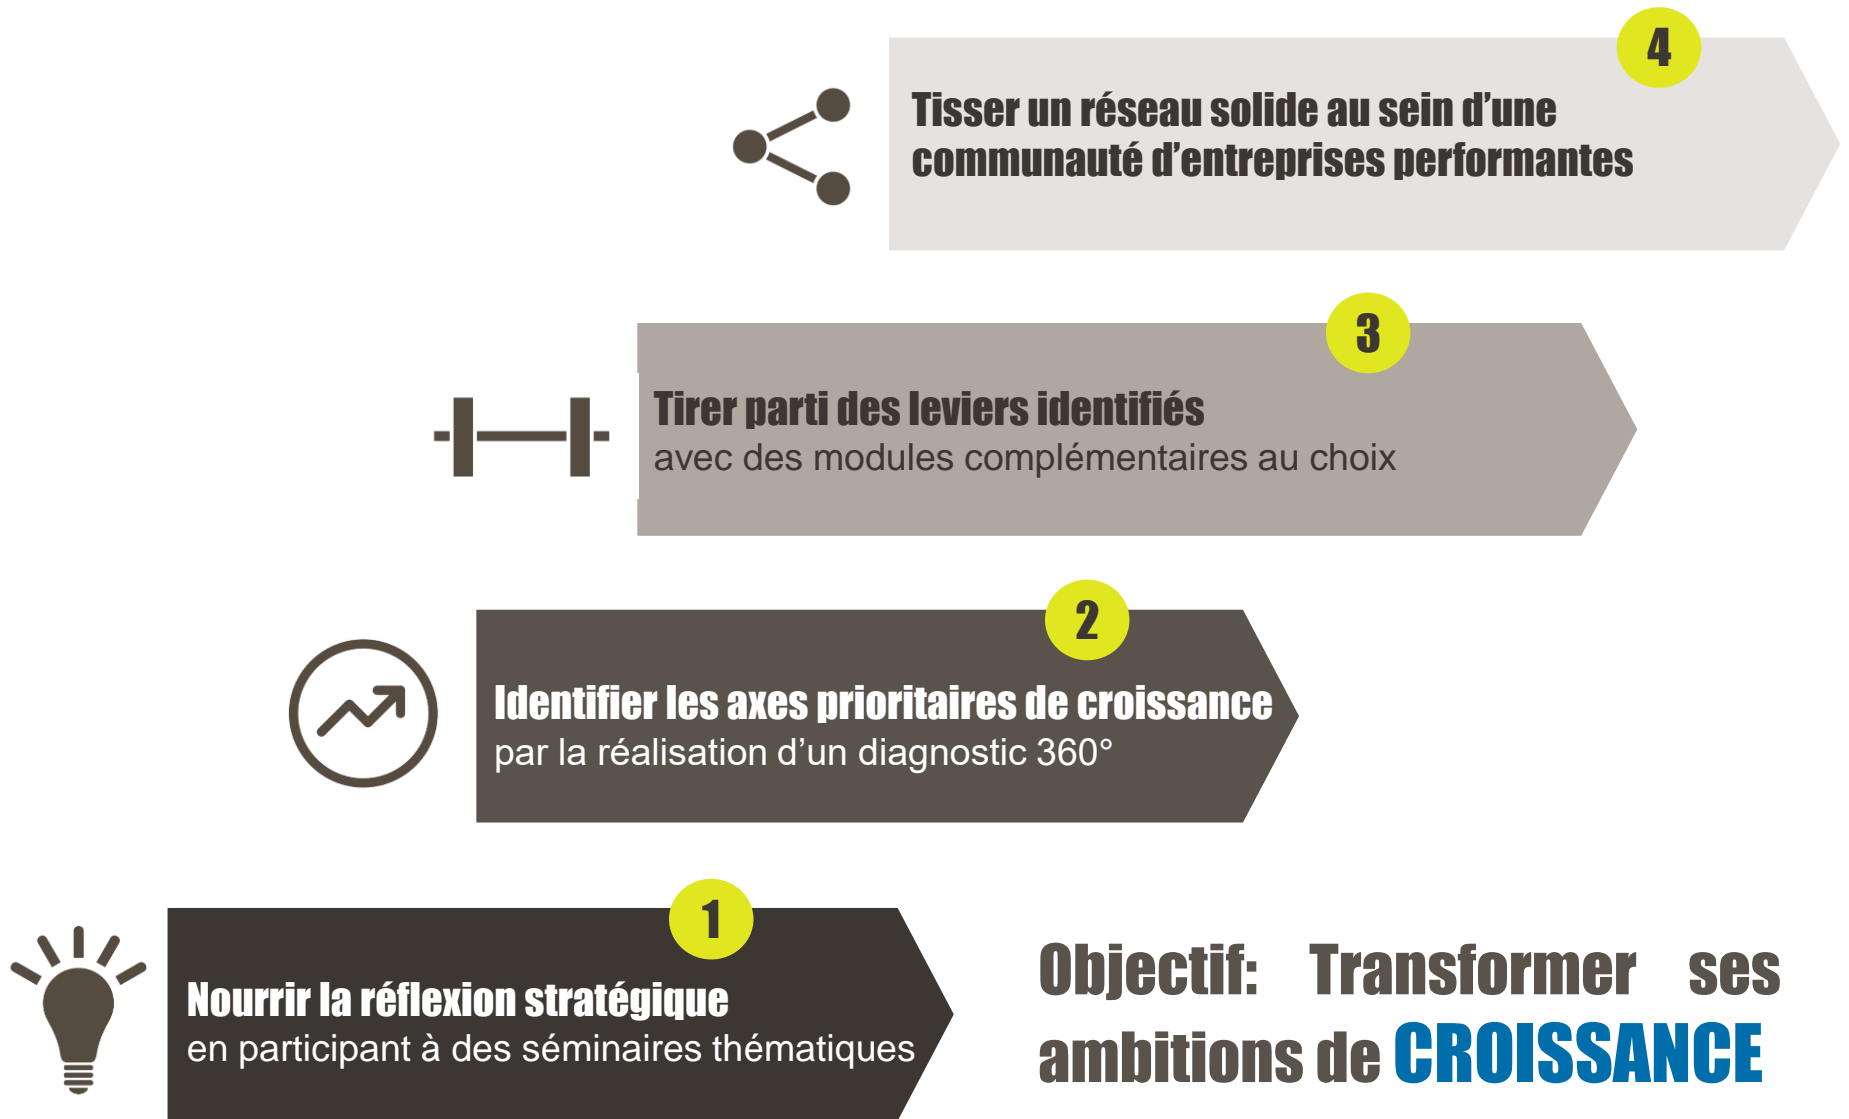 4
Tisser un réseau solide au sein d’une
communauté d’entreprises performantes
3
Tirer parti des leviers identifiés
avec des modules complémentaires au choix
2
Identifier les axes prioritaires de croissance
par la réalisation d’un diagnostic 360°
1
Nourrir la réflexion stratégique
en participant à des séminaires thématiques
Objectif: Transformer ses
ambitions de CROISSANCE